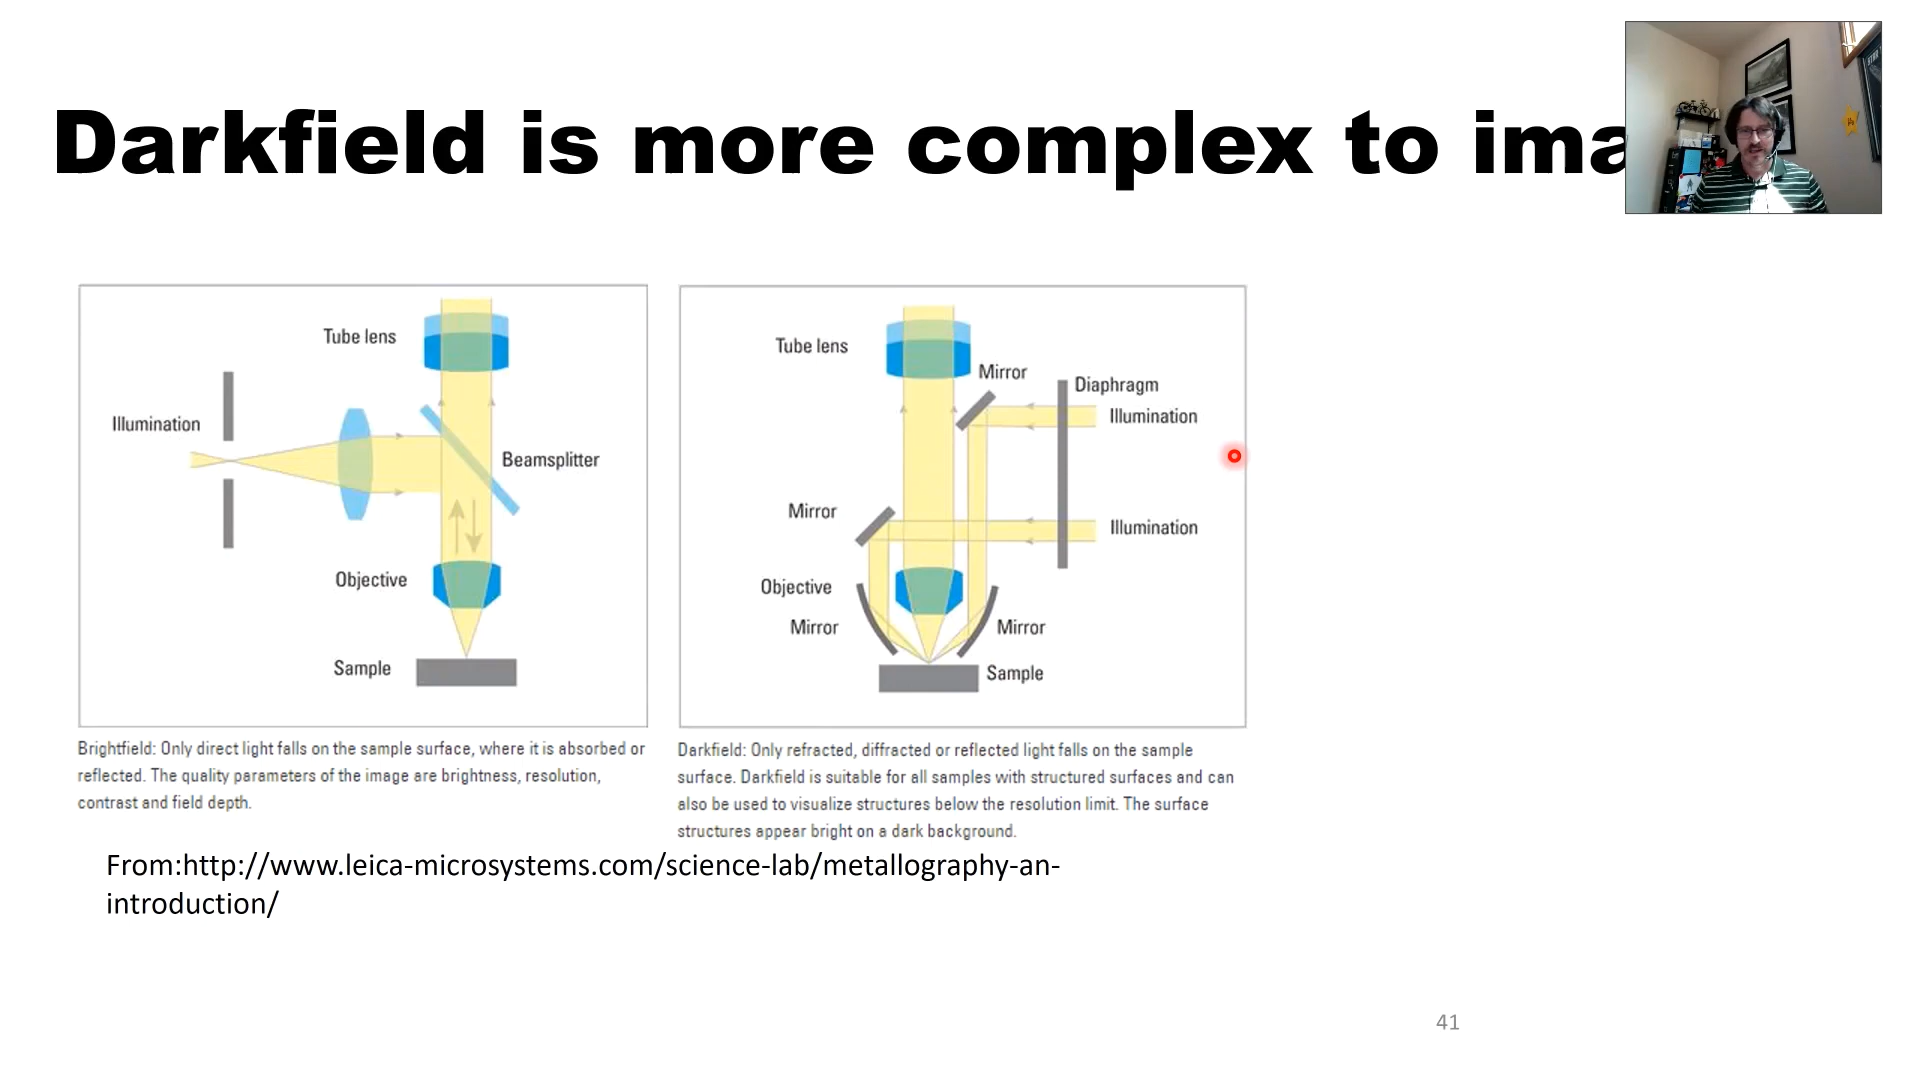 Darkfield is more complex to ima
Tube lens
Illumination
Beamsplitter
Objective
Sample
Tube lens
Mirror
Diaphragm
Illumination
Mirror
Illumination
Objective
Mirror
Mirror
Sample
Brightfield: Only direct light falls on the sample surface, where it is absorbed or
reflected. The quality parameters of the image are brightness, resolution,
contrast and field depth.
Darkfield: Only refracted, diffracted or reflected light falls on the sample
surface. Darkfield is suitable for all samples with structured surfaces and can
also be used to visualize structures below the resolution limit. The surface
structures appear bright on a dark background.
From:http://www.leica-microsystems.com/science-lab/metallography-an-
introduction/
41